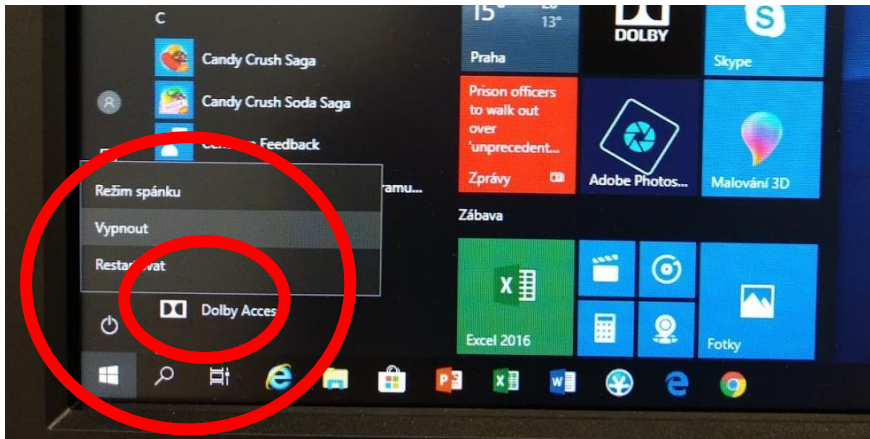 C
Candy Crush Saga
Candy Crush Soda Saga
Feedback
ramu...
Režim spánku
Vypnout
Restartovat
Dolby Acces
15°
13°
Praha
DOLBY
Skype
Prison officers
to walk out
over
'unprecedent...
Zprávy
Adobe Photos...
Malování 3D
Zábava
Excel 2016
Fotky